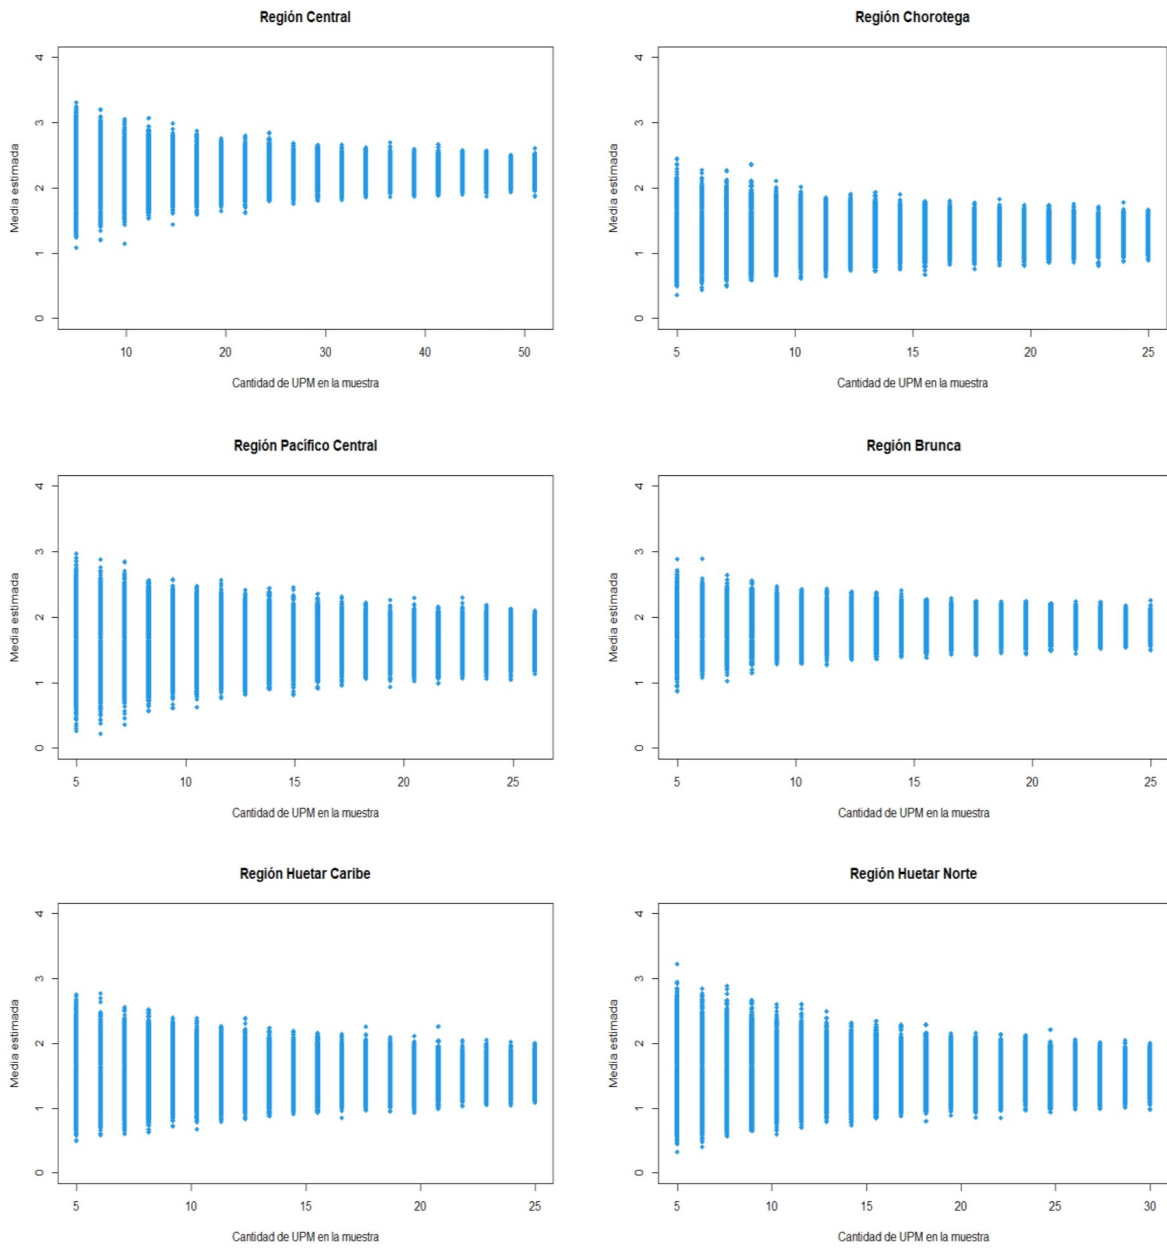 Región Central
4
3
2
1
0
Media estimada
10 20 30 40 50
Cantidad de UPM en la muestra
Región Chorotega
4
3
2
1
0
Media estimada
5 10 15 20 25
Cantidad de UPM en la muestra
Región Pacífico Central
4
3
2
1
0
Media estimada
5 10 15 20 25
Cantidad de UPM en la muestra
Región Brunca
4
3
2
1
0
Media estimada
5 10 15 20 25
Cantidad de UPM en la muestra
Región Huetar Caribe
4
3
2
1
0
Media estimada
5 10 15 20 25
Cantidad de UPM en la muestra
Región Huetar Norte
4
3
2
1
0
Media estimada
5 10 15 20 25 30
Cantidad de UPM en la muestra